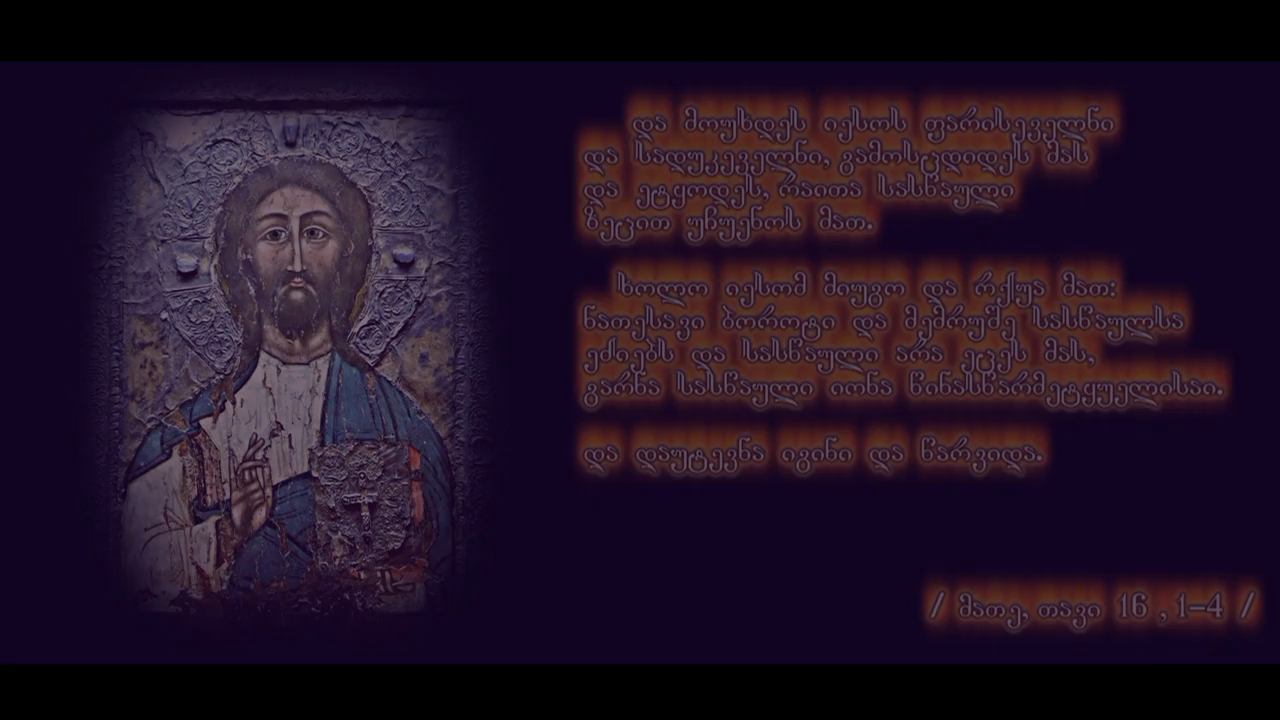 და მოუხდეს იესოს ფარისეველნი
და სადუკეველნი, გამოსცდიდეს მას
და ეტყოდეს, რაითა სასწაული
ზეცით უჩუენოს მათ.
ხოლო იესომ მიუგო და რქუა მათ:
ნათესავი ბოროტი და მემრუშე სასწაულსა
ეძიებს და სასწაული არა ეცეს მას,
გარნა სასწაული იონა წინასწარმეტყუელისაი.
და დაუტევნა იგინი და წარვიდა.
/ მათე, თავი 16 , 1-4 /